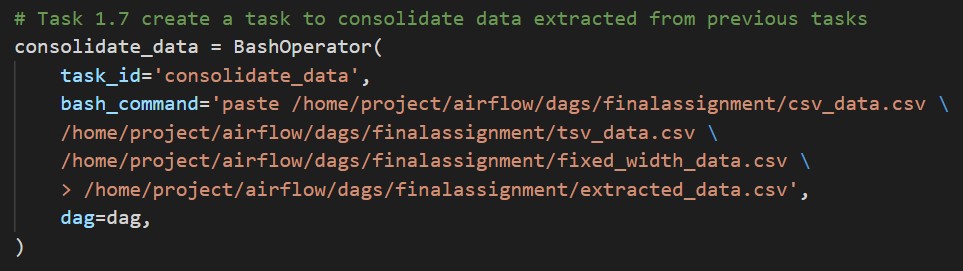 # Task 1.7 create a task to consolidate data extracted from previous tasks
consolidate_data = BashOperator(
    task_id='consolidate_data',
    bash_command='paste /home/project/airflow/dags/finalassignment/csv_data.csv \
    /home/project/airflow/dags/finalassignment/tsv_data.csv \
    /home/project/airflow/dags/finalassignment/fixed_width_data.csv \
    > /home/project/airflow/dags/finalassignment/extracted_data.csv',
    dag=dag,
)